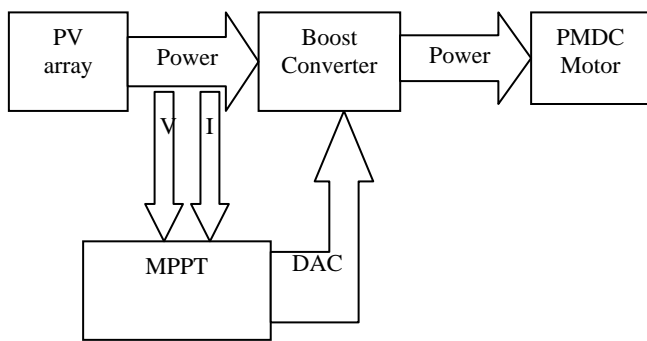 PV
array
Power
Boost
Converter
Power
PMDC
Motor
V
I
MPPT
DAC